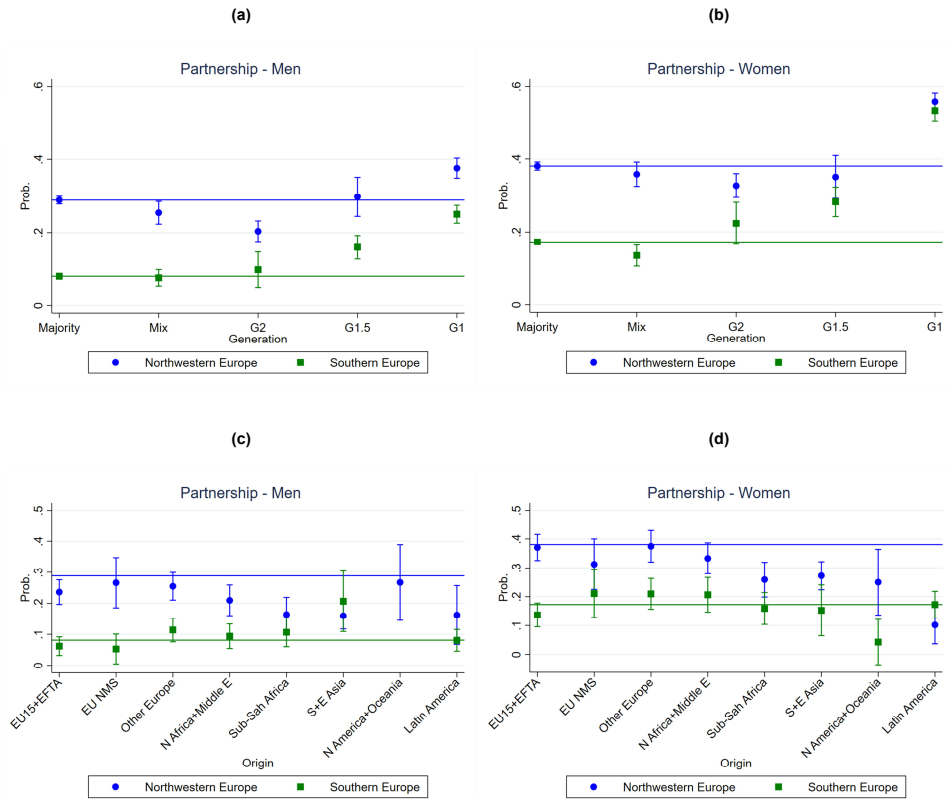 (a)
Partnership - Men
.6
.4
.2
0
Prob.
Majority Mix G2 G1.5 G1
Generation
Northwestern Europe Southern Europe
(b)
Partnership - Women
.6
.4
.2
0
Prob.
Majority Mix G2 G1.5 G1
Generation
Northwestern Europe Southern Europe
(c)
Partnership - Men
.5
.4
.3
.2
.1
0
Prob.
EU15+EFTA EU NMS Other Europe N Africa+Middle E Sub-Sah Africa S+E Asia N America+Oceania Latin America
Origin
Northwestern Europe Southern Europe
(d)
Partnership - Women
.5
.4
.3
.2
.1
0
Prob.
EU15+EFTA EU NMS Other Europe N Africa+Middle E Sub-Sah Africa S+E Asia N America+Oceania Latin America
Origin
Northwestern Europe Southern Europe